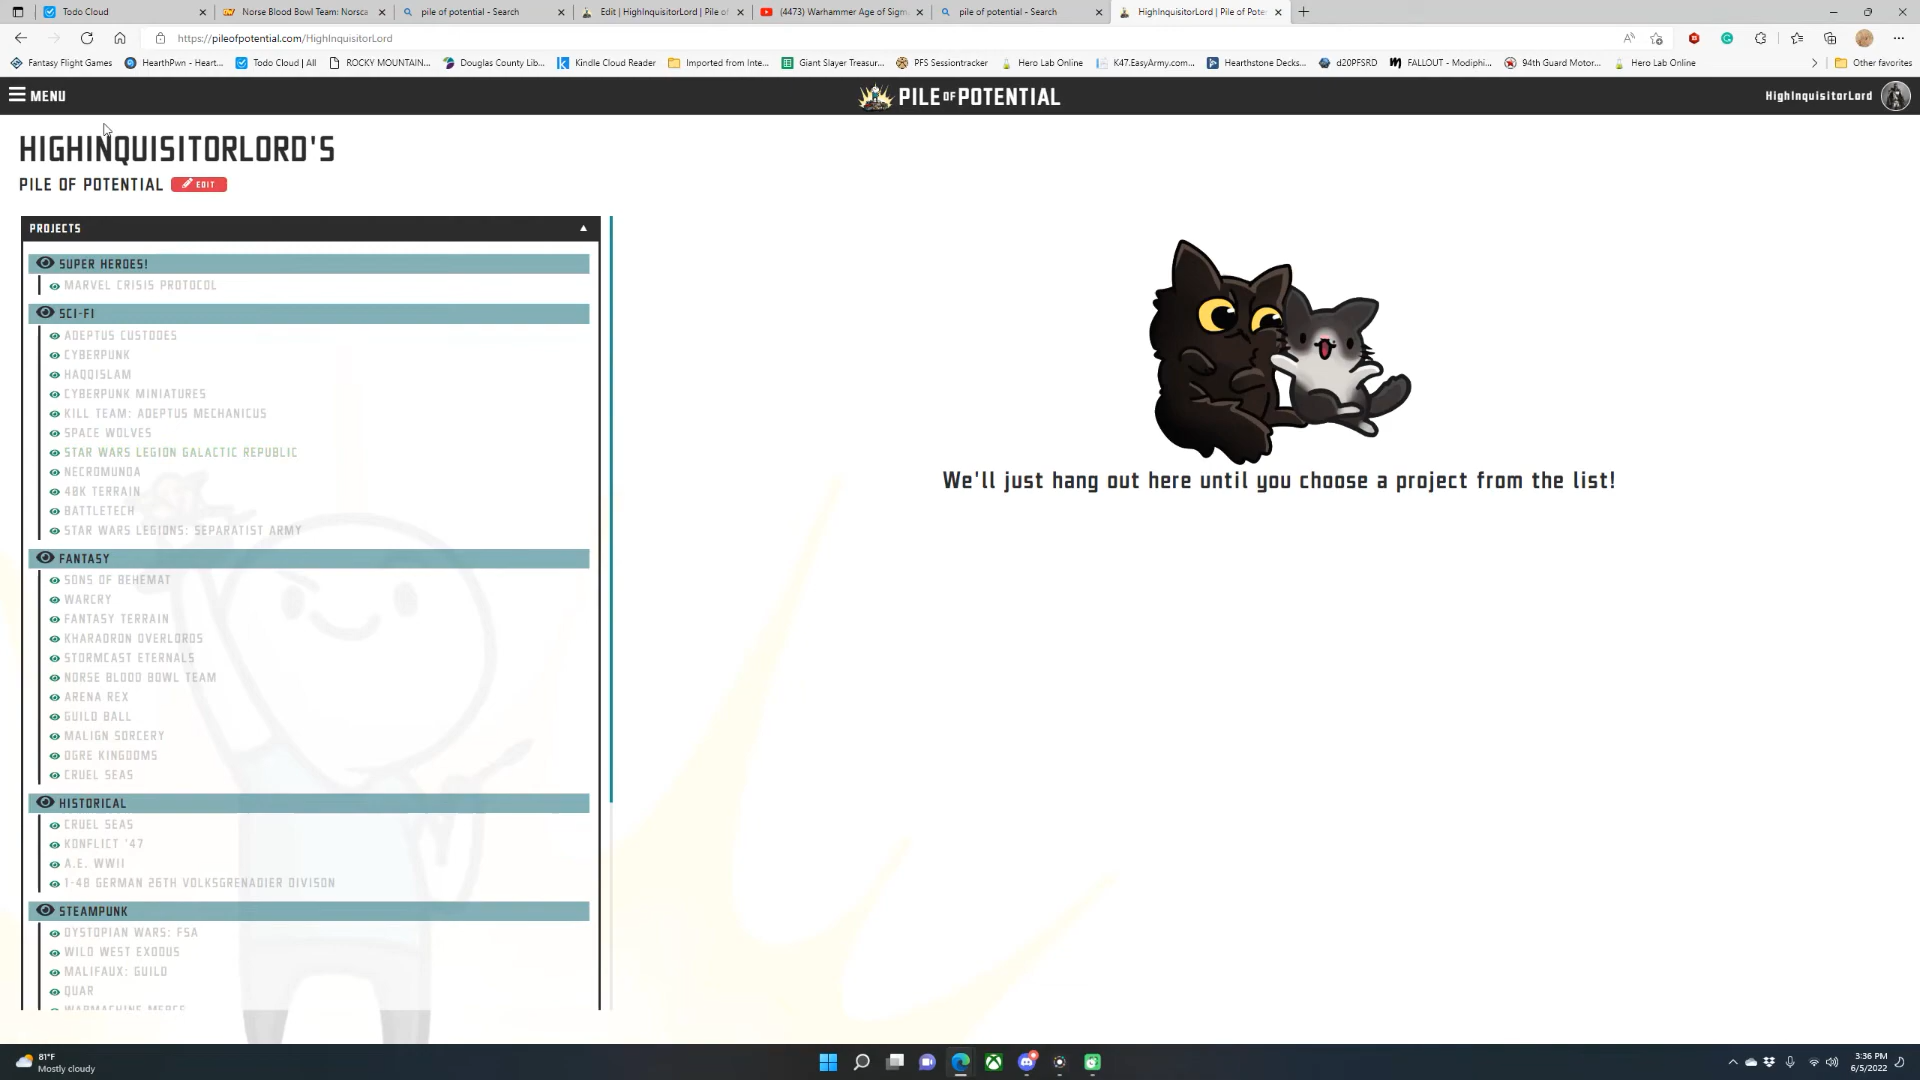 Todo Cloud
Norse Blood Bowl Team: Norsca
pile of potential - Search
Edit | HighInquisitorLord | Pile of
(4473) Warhammer Age of Sigm
pile of potential - Search
HighInquisitorLord | Pile of Pote
https://pileofpotential.com/HighInquisitorLord
Fantasy Flight Games
HearthPwn - Heart...
Todo Cloud | All
ROCKY MOUNTAIN...
Douglas County Lib...
Kindle Cloud Reader
Imported from Inte...
Giant Slayer Treasur...
PFS Sessiontracker
Hero Lab Online
K47.EasyArmy.com...
Hearthstone Decks...
d20PFSRD
FALLOUT - Modiphi...
94th Guard Motor...
Hero Lab Online
Other favorites
MENU
PILE OF POTENTIAL
HighInquisitorLord
HIGHINQUISITORLORD'S
PILE OF POTENTIAL
EDIT
PROJECTS
SUPER HEROES!
MARVEL CRISIS PROTOCOL
SCI-FI
ADEPTUS CUSTODES
CYBERPUNK
HAQQISLAM
CYBERPUNK MINIATURES
KILL TEAM: ADEPTUS MECHANICUS
SPACE WOLVES
STAR WARS LEGION GALACTIC REPUBLIC
NECROMUNDA
40K TERRAIN
BATTLETECH
STAR WARS LEGIONS: SEPARATIST ARMY
FANTASY
SONS OF BEHEMAT
WARCRY
FANTASY TERRAIN
KHARADRON OVERLORDS
STORMCAST ETERNALS
NORSE BLOOD BOWL TEAM
ARENA REX
GUILD BALL
MALIGN SORCERY
OGRE KINGDOMS
CRUEL SEAS
HISTORICAL
CRUEL SEAS
KONFLICT '47
A.E. WWII
1-48 GERMAN 26TH VOLKSGRENADIER DIVISON
STEAMPUNK
DYSTOPIAN WARS: FSA
WILD WEST EXODUS
MALIFAUX: GUILD
QUAR
WARMACHINE MERCS
We'll just hang out here until you choose a project from the list!
81°F
Mostly cloudy
3:36 PM
6/5/2022